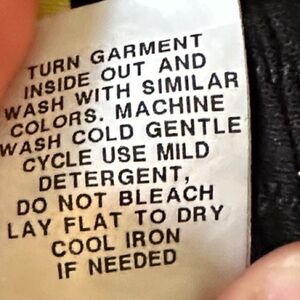 TURN GARMENT
INSIDE OUT AND
WASH WITH SIMILAR
COLORS. MACHINE
WASH COLD GENTLE
CYCLE USE MILD
DETERGENT,
DO NOT BLEACH
LAY FLAT TO DRY
COOL IRON
IF NEEDED